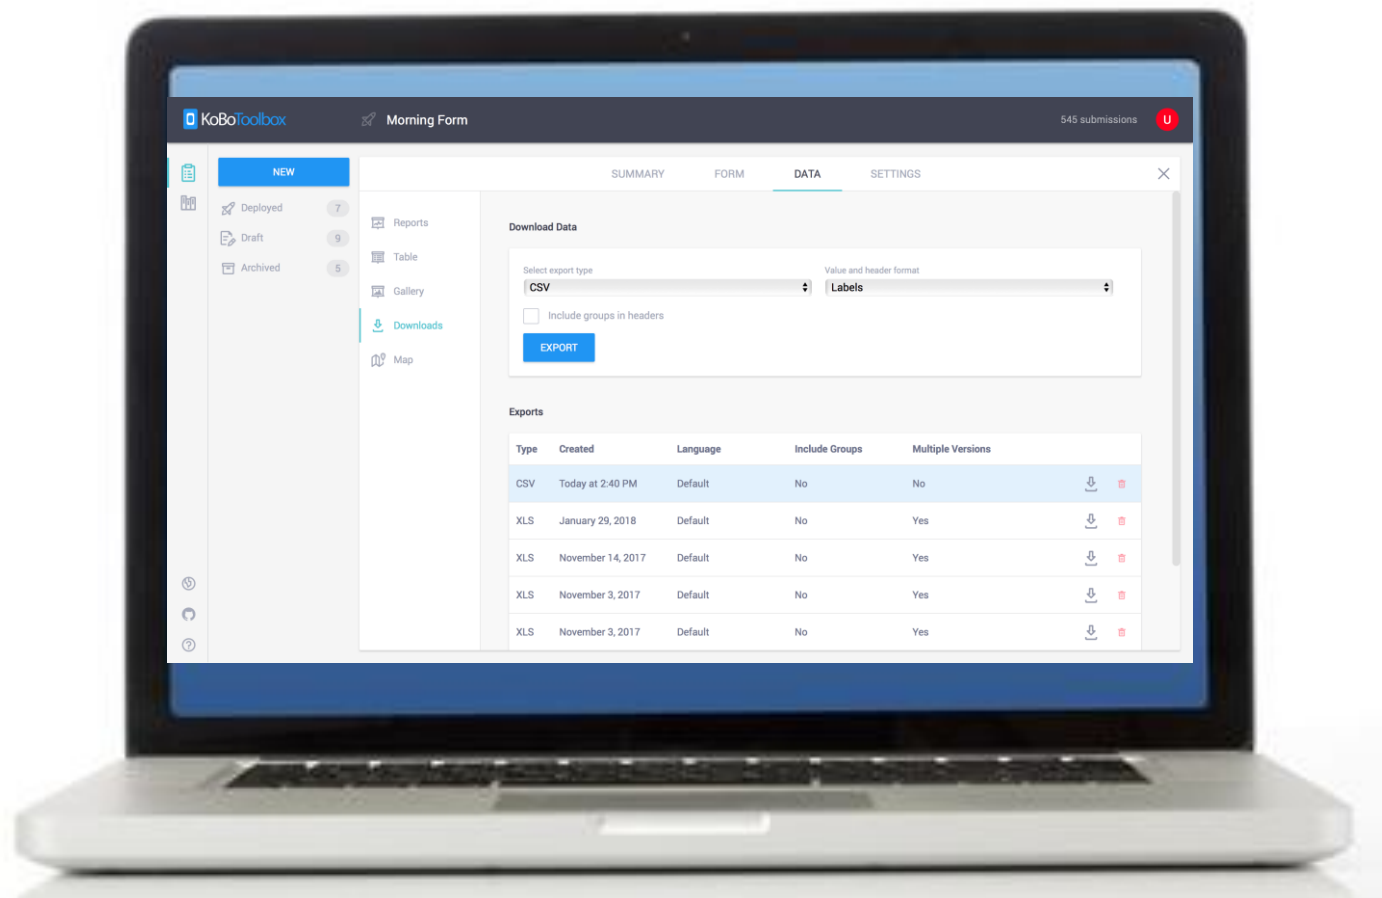 KoBoToolbox
Morning Form
545 submissions
U
NEW
Deployed 7
Draft 9
Archived 5
SUMMARY FORM DATA SETTINGS
Reports
Table
Gallery
Downloads
Map
Download Data
Select export type
CSV
Value and header format
Labels
Include groups in headers
EXPORT
Exports
Type Created Language Include Groups Multiple Versions
CSV Today at 2:40 PM Default No No
XLS January 29, 2018 Default No Yes
XLS November 14, 2017 Default No Yes
XLS November 3, 2017 Default No Yes
XLS November 3, 2017 Default No Yes